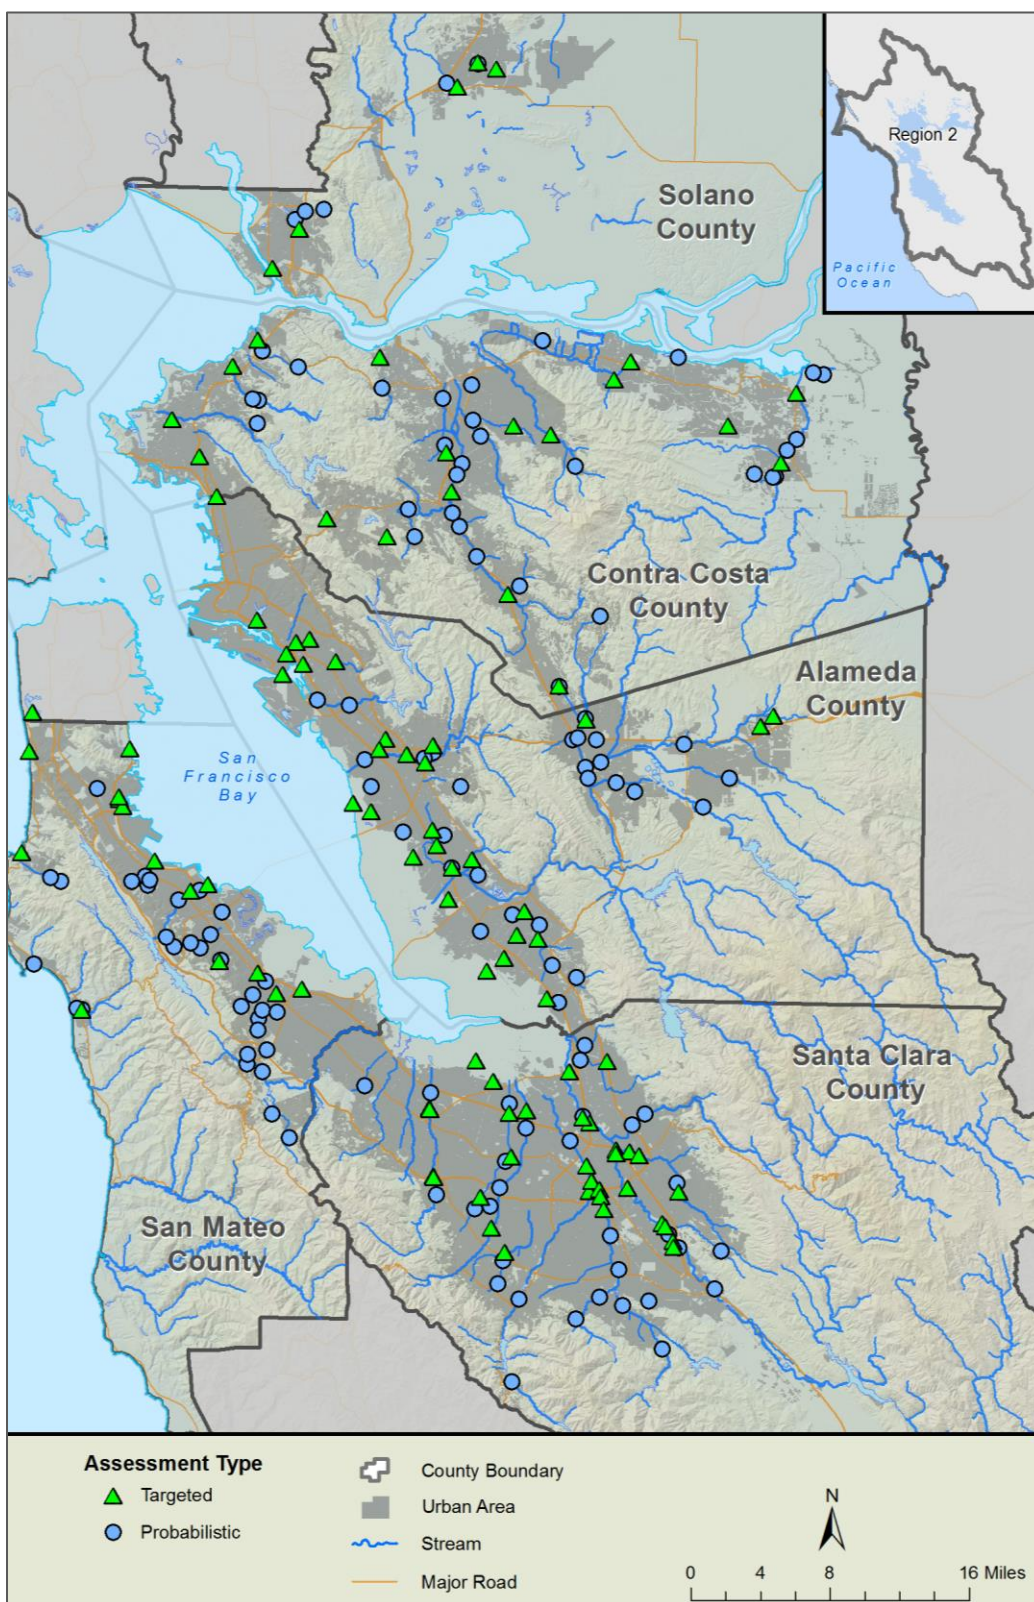 Region 2
Pacific
Ocean
Solano
County
Contra Costa
County
Alameda
County
San
Francisco
Bay
Santa Clara
County
San Mateo
County
Assessment Type
Targeted
Probabilistic
County Boundary
Urban Area
Stream
Major Road
N
0 4 8 16 Miles